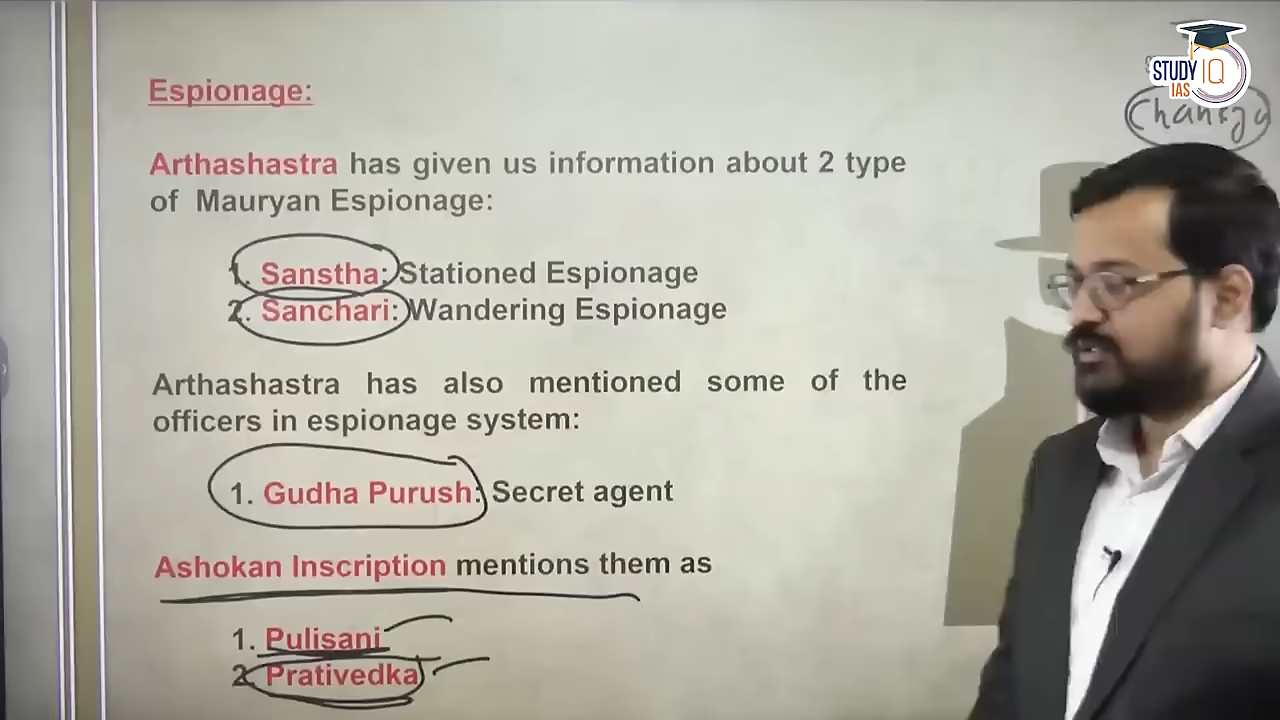 STUDY IQ
IAS
Espionage:
Arthashastra has given us information about 2 type
of Mauryan Espionage:
1. Sanstha: Stationed Espionage
2. Sanchari: Wandering Espionage
Arthashastra has also mentioned some of the
officers in espionage system:
1. Gudha Purush: Secret agent
Ashokan Inscription mentions them as
1. Pulisani
2. Prativedka